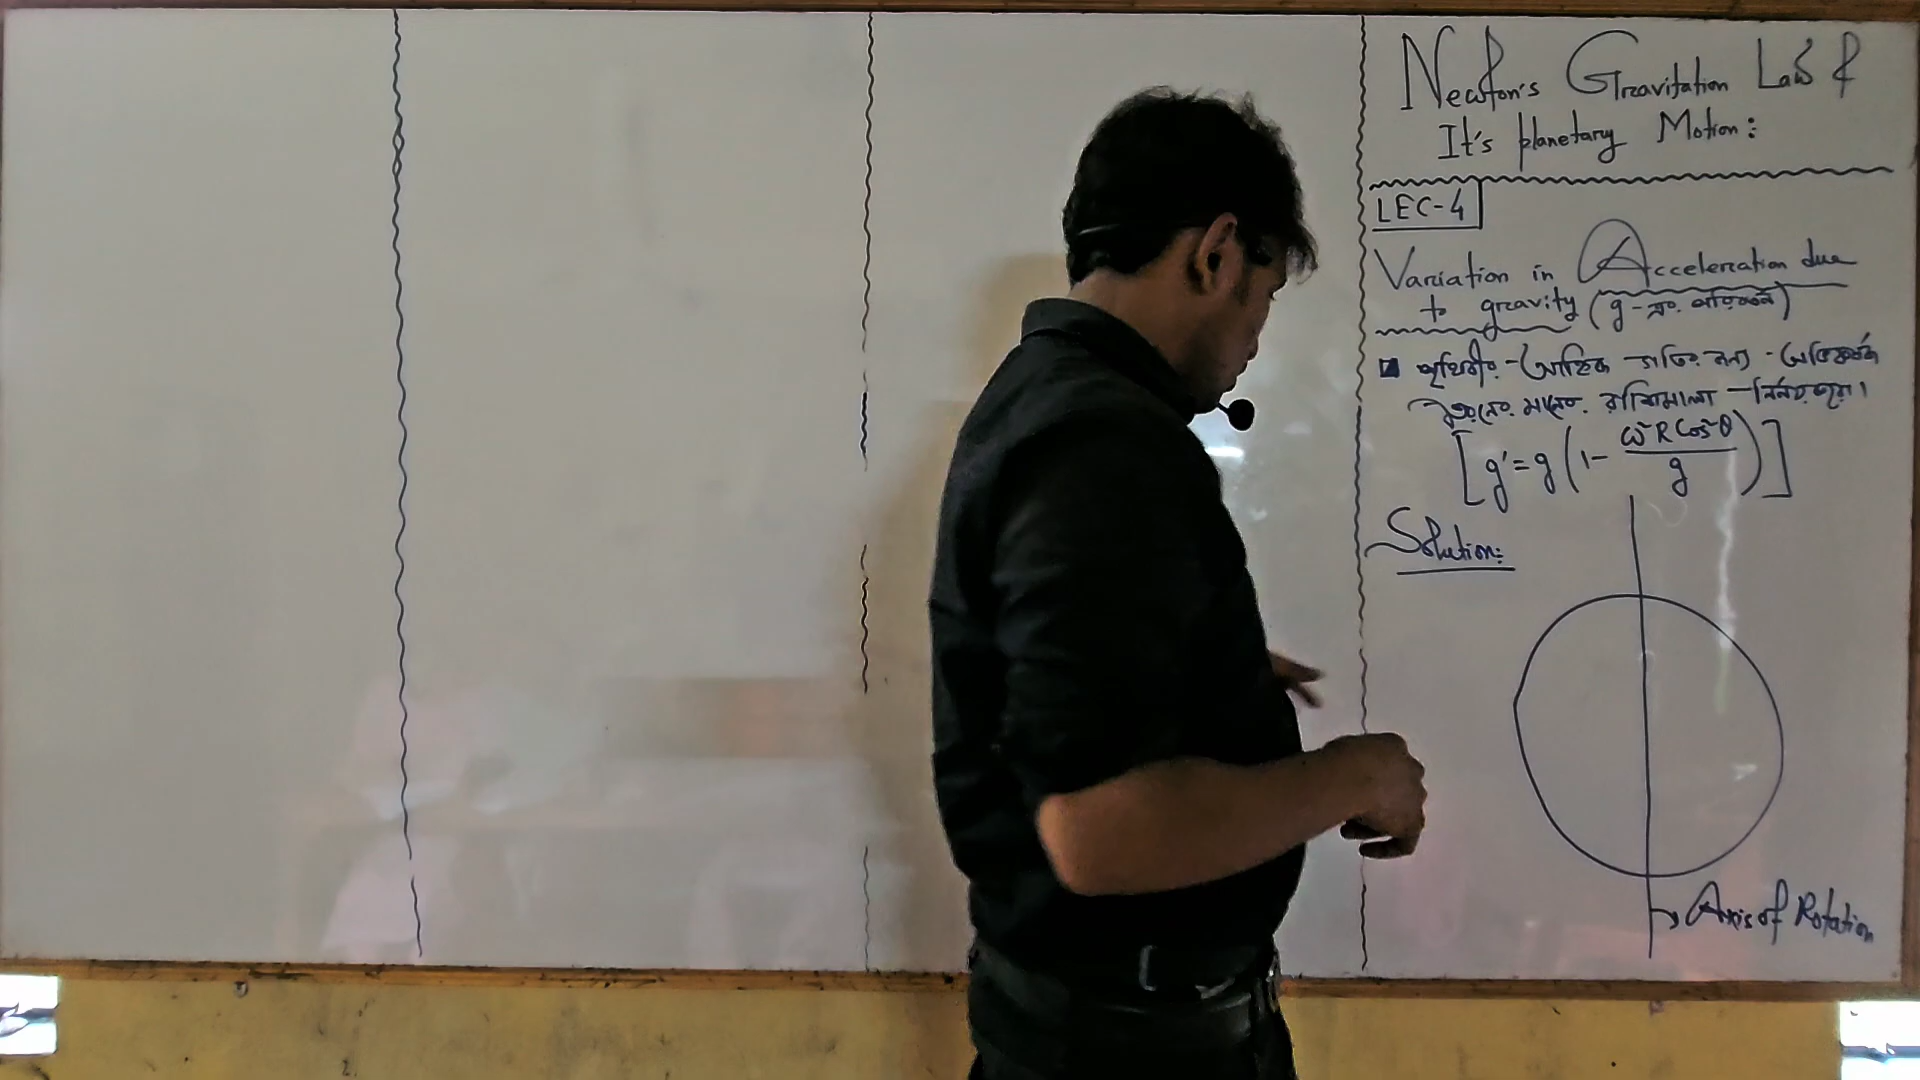 Newton's Gravitation Law &
It's planetary Motion:
LEC-4
Variation in Acceleration due
to gravity (g-এর পরিবর্তন)
পৃথিবীর আহ্নিক গতির জন্য অভিকর্ষজ
ত্বরণের মানের রাশিমালা নির্ণয় কর।
[g' = g(1 - ω²R Cos²θ / g)]
Solution:
Axis of Rotation